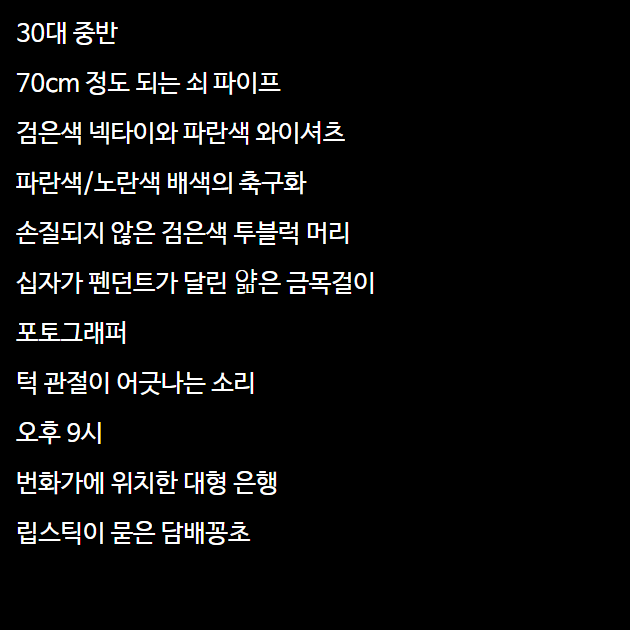 30대 중반
70cm 정도 되는 쇠 파이프
검은색 넥타이와 파란색 와이셔츠
파란색/노란색 배색의 축구화
손질되지 않은 검은색 투블럭 머리
십자가 펜던트가 달린 얇은 금목걸이
포토그래퍼
턱 관절이 어긋나는 소리
오후 9시
번화가에 위치한 대형 은행
립스틱이 묻은 담배꽁초